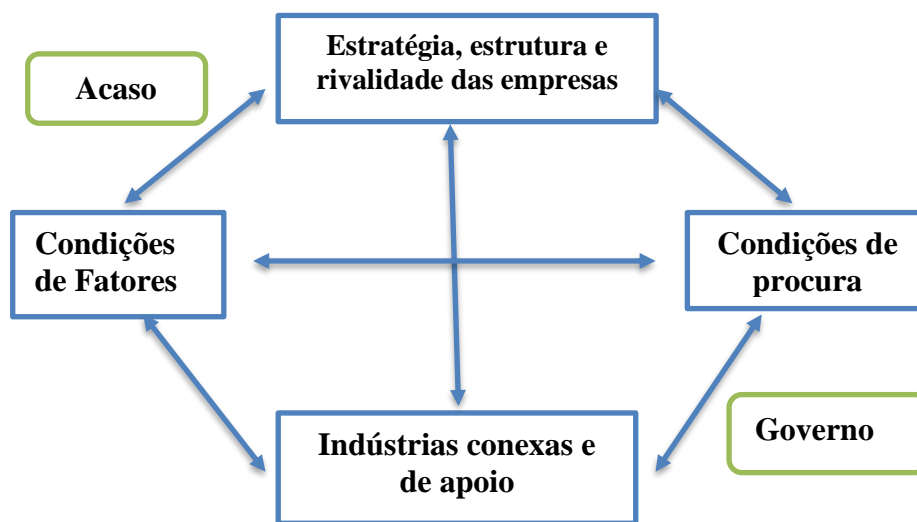 Estratégia, estrutura e
rivalidade das empresas
Acaso
Condições
de Fatores
Condições de
procura
Indústrias conexas e
de apoio
Governo